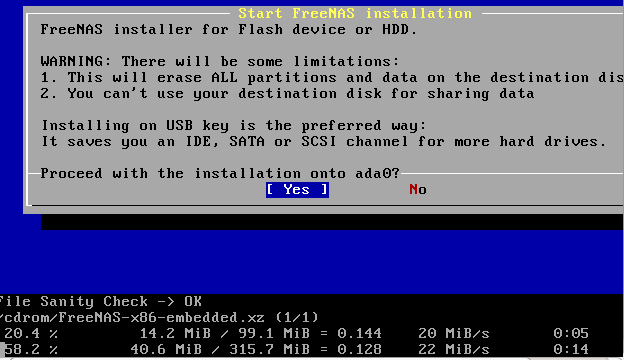 Start FreeNAS installation
FreeNAS installer for Flash device or HDD.
WARNING: There will be some limitations:
1. This will erase ALL partitions and data on the destination dis
2. You can't use your destination disk for sharing data
Installing on USB key is the preferred way:
It saves you an IDE, SATA or SCSI channel for more hard drives.
Proceed with the installation onto ada0?
[ Yes ] No
File Sanity Check -> OK
/cdrom/FreeNAS-x86-embedded.xz (1/1)
20.4 % 14.2 MiB / 99.1 MiB = 0.144 20 MiB/s 0:05
58.2 % 40.6 MiB / 315.7 MiB = 0.128 22 MiB/s 0:14